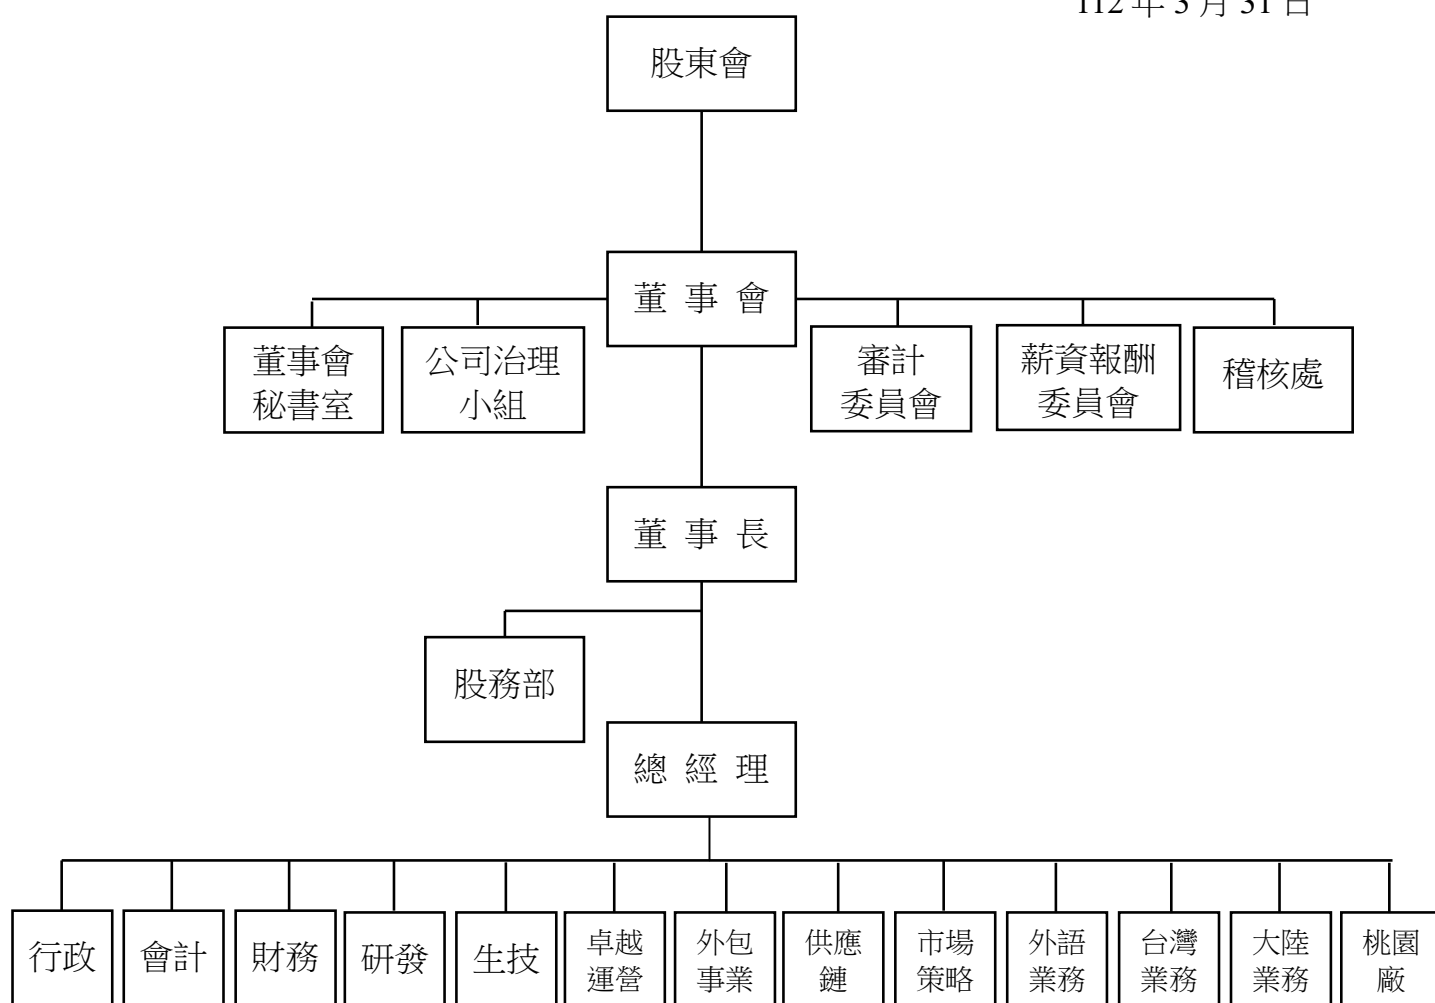 112 年 3 月 31 日
股東會
董 事 會
董事會
秘書室
公司治理
小組
審計
委員會
薪資報酬
委員會
稽核處
董 事 長
股務部
總 經 理
行政
會計
財務
研發
生技
卓越
運營
外包
事業
供應
鏈
市場
策略
外語
業務
台灣
業務
大陸
業務
桃園
廠